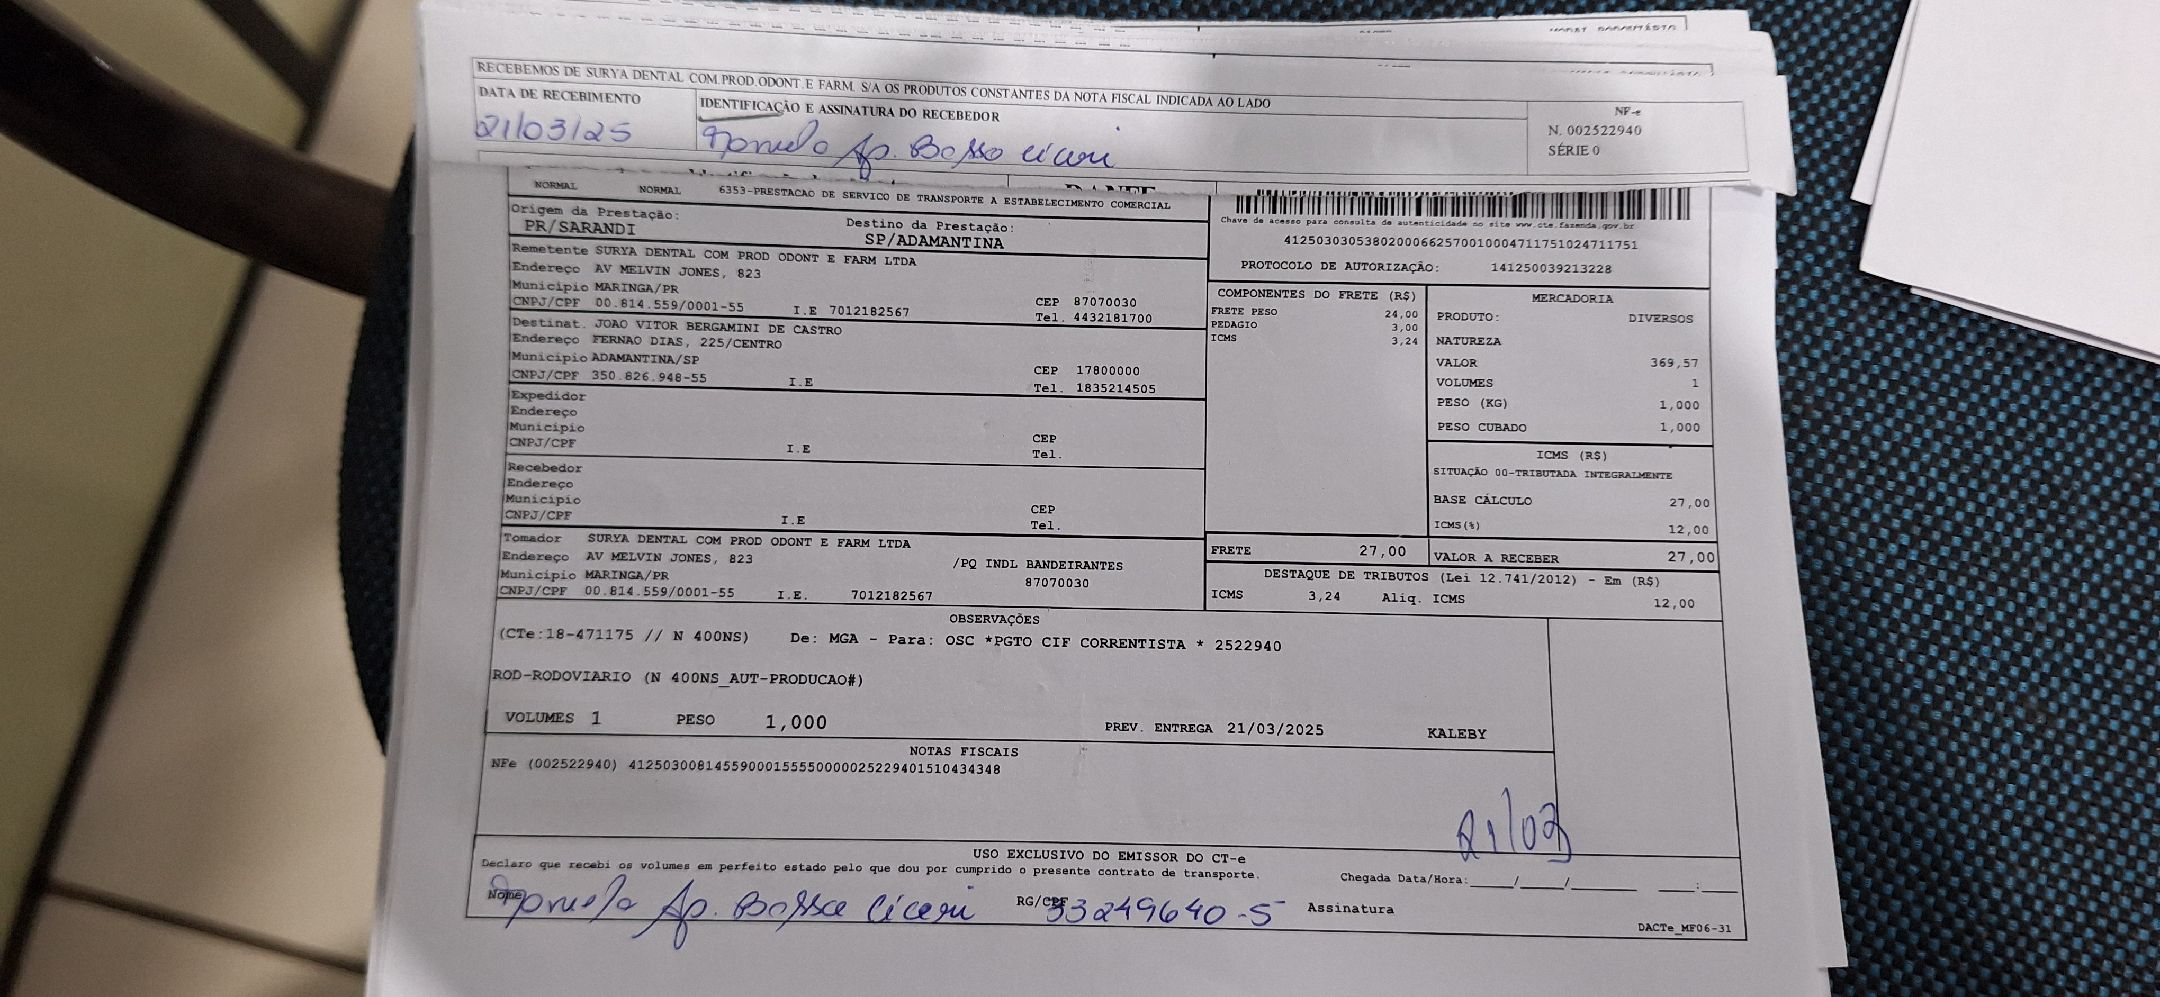 RECEBEMOS DE SURYA DENTAL COM.PROD.ODONT.E FARM. S/A OS PRODUTOS CONSTANTES DA NOTA FISCAL INDICADA AO LADO
DATA DE RECEBIMENTO
21/03/25
IDENTIFICAÇÃO E ASSINATURA DO RECEBEDOR
Ap. Bosso
NF-e
N. 002522940
SÉRIE 0
NORMAL NORMAL 6353-PRESTACAO DE SERVICO DE TRANSPORTE A ESTABELECIMENTO COMERCIAL
Origem da Prestação: Destino da Prestação:
PR/SARANDI SP/ADAMANTINA
Remetente SURYA DENTAL COM PROD ODONT E FARM LTDA
Endereço AV MELVIN JONES, 823
Município MARINGA/PR CEP 87070030
CNPJ/CPF 00.814.559/0001-55 I.E 7012182567 Tel. 4432181700
Destinat. JOAO VITOR BERGAMINI DE CASTRO
Endereço FERNAO DIAS, 225/CENTRO
Município ADAMANTINA/SP CEP 17800000
CNPJ/CPF 350.826.948-55 I.E Tel. 1835214505
Expedidor
Endereço
Município CEP
CNPJ/CPF I.E Tel.
Recebedor
Endereço
Município CEP
CNPJ/CPF I.E Tel.
Tomador SURYA DENTAL COM PROD ODONT E FARM LTDA
Endereço AV MELVIN JONES, 823 /PQ INDL BANDEIRANTES
Município MARINGA/PR 87070030
CNPJ/CPF 00.814.559/0001-55 I.E. 7012182567
Chave de acesso para consulta de autenticidade no site www.cte.fazenda.gov.br
41250303053802000662570010004711751024711751
PROTOCOLO DE AUTORIZAÇÃO: 141250039213228
COMPONENTES DO FRETE (R$)
FRETE PESO 24,00
PEDAGIO 3,00
ICMS 3,24
MERCADORIA
PRODUTO: DIVERSOS
NATUREZA
VALOR 369,57
VOLUMES 1
PESO (KG) 1,000
PESO CUBADO 1,000
ICMS (R$)
SITUAÇÃO 00-TRIBUTADA INTEGRALMENTE
BASE CÁLCULO 27,00
ICMS(%) 12,00
FRETE 27,00 VALOR A RECEBER 27,00
DESTAQUE DE TRIBUTOS (Lei 12.741/2012) - Em (R$)
ICMS 3,24 Aliq. ICMS 12,00
OBSERVAÇÕES
(CTe:18-471175 // N 400NS) De: MGA - Para: OSC *PGTO CIF CORRENTISTA * 2522940
ROD-RODOVIARIO (N 400NS_AUT-PRODUCAO#)
VOLUMES 1 PESO 1,000 PREV. ENTREGA 21/03/2025 KALEBY
NOTAS FISCAIS
NFe (002522940) 41250300814559000155550000025229401510434348
21/03
USO EXCLUSIVO DO EMISSOR DO CT-e
Declaro que recebi os volumes em perfeito estado pelo que dou por cumprido o presente contrato de transporte.
Chegada Data/Hora:____/____/______ ___:___
Nome Ap. RG/CPF 33249640-5 Assinatura
DACTe_MF06-31